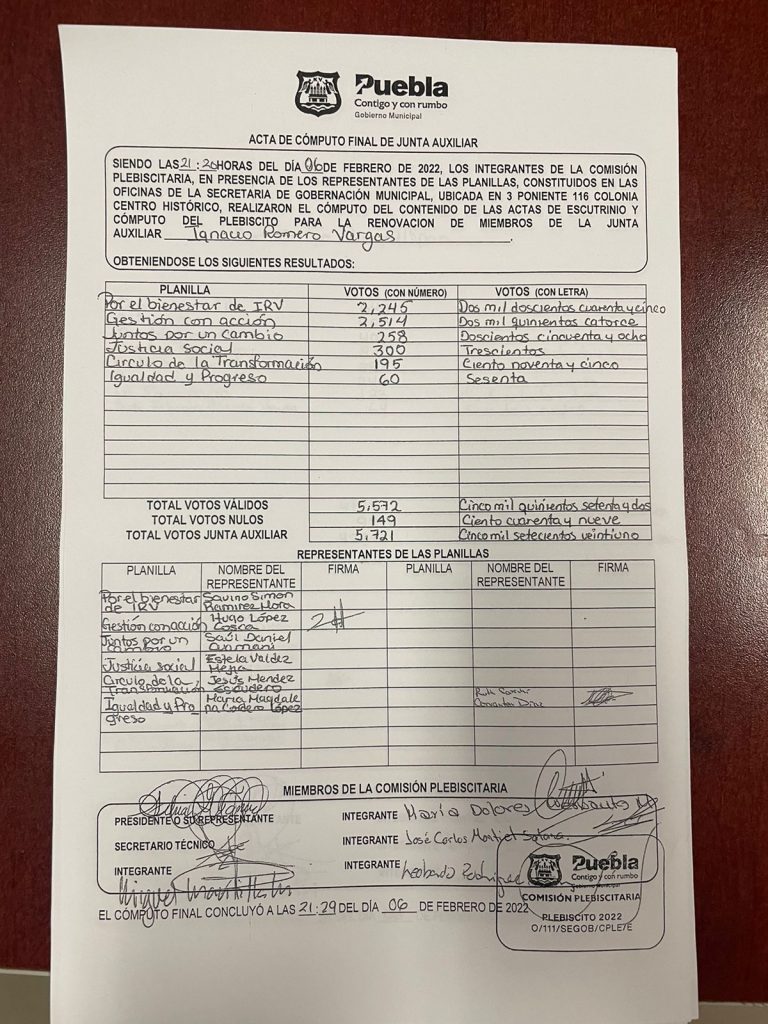 Puebla
Contigo y con rumbo
Gobierno Municipal
ACTA DE CÓMPUTO FINAL DE JUNTA AUXILIAR
SIENDO LAS 21:20 HORAS DEL DÍA 06 DE FEBRERO DE 2022, LOS INTEGRANTES DE LA COMISIÓN
PLEBISCITARIA, EN PRESENCIA DE LOS REPRESENTANTES DE LAS PLANILLAS, CONSTITUIDOS EN LAS
OFICINAS DE LA SECRETARIA DE GOBERNACIÓN MUNICIPAL, UBICADA EN 3 PONIENTE 116 COLONIA
CENTRO HISTÓRICO, REALIZARON EL CÓMPUTO DEL CONTENIDO DE LAS ACTAS DE ESCUTRINIO Y
CÓMPUTO DEL PLEBISCITO PARA LA RENOVACION DE MIEMBROS DE LA JUNTA
AUXILIAR Ignacio Romero Vargas.
OBTENIENDOSE LOS SIGUIENTES RESULTADOS:
PLANILLA VOTOS (CON NÚMERO) VOTOS (CON LETRA)
Por el bienestar de IRV 2,245 Dos mil doscientos cuarenta y cinco
Gestión con acción 2,514 Dos mil quinientos catorce
Juntos por un cambio 258 Doscientos cincuenta y ocho
Justicia social 300 Trescientos
Circulo de la Transformación 195 Ciento noventa y cinco
Igualdad y Progreso 60 Sesenta
TOTAL VOTOS VÁLIDOS 5,572 Cinco mil quinientos setenta y dos
TOTAL VOTOS NULOS 149 Ciento cuarenta y nueve
TOTAL VOTOS JUNTA AUXILIAR 5,721 Cinco mil setecientos veintiuno
REPRESENTANTES DE LAS PLANILLAS
PLANILLA NOMBRE DEL REPRESENTANTE FIRMA PLANILLA NOMBRE DEL REPRESENTANTE FIRMA
Por el bienestar de IRV Savino Simon Ramirez Mora
Gestión con acción Hugo López
Juntos por un cambio Saúl Daniel
Justicia social Estela Valdez Mejia
Circulo de la Transformación Jesús Mendez Escudero
Igualdad y Progreso Maria Magdalena Cordero López
MIEMBROS DE LA COMISIÓN PLEBISCITARIA
PRESIDENTE O SU REPRESENTANTE
INTEGRANTE María Dolores
SECRETARIO TÉCNICO
INTEGRANTE José Carlos Montiel
INTEGRANTE Miguel
INTEGRANTE Leobardo Rodriguez
EL CÓMPUTO FINAL CONCLUYÓ A LAS 21:29 DEL DÍA 06 DE FEBRERO DE 2022
Puebla
Contigo y con rumbo
Gobierno Municipal
COMISIÓN PLEBISCITARIA
PLEBISCITO 2022
O/111/SEGOB/CPLE/E